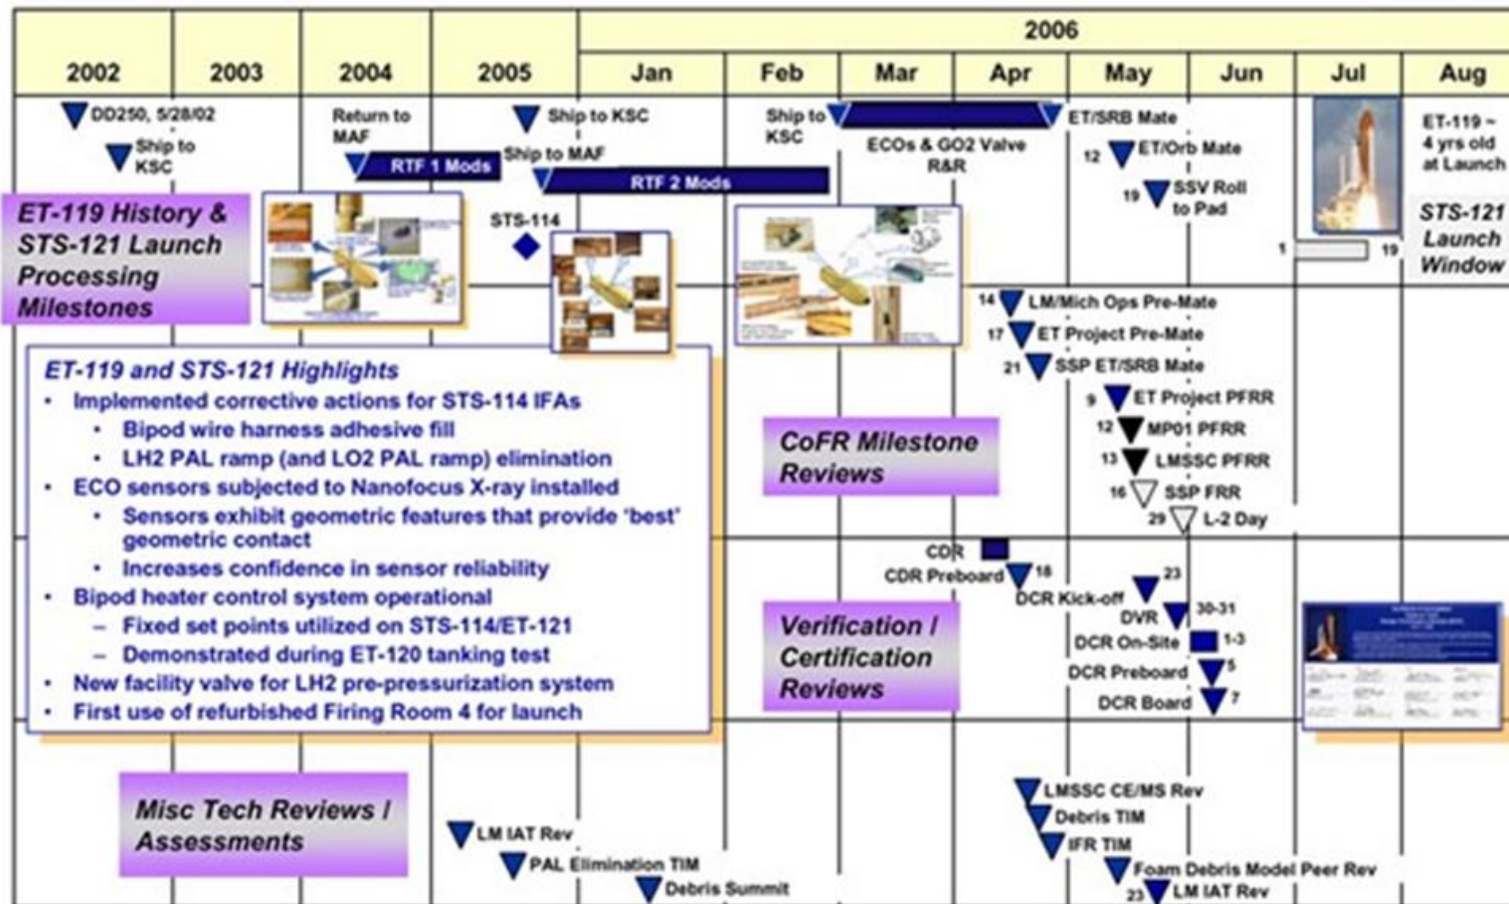 2006
2002 2003 2004 2005 Jan Feb Mar Apr May Jun Jul Aug
DD250, 5/28/02
Ship to
KSC
Return to
MAF
RTF 1 Mods
Ship to KSC
Ship to MAF
RTF 2 Mods
STS-114
Ship to
KSC
ECOs & GO2 Valve
R&R
ET/SRB Mate
12 ET/Orb Mate
19 SSV Roll
to Pad
1 19
ET-119 ~
4 yrs old
at Launch
STS-121
Launch
Window
ET-119 History &
STS-121 Launch
Processing
Milestones
14 LM/Mich Ops Pre-Mate
17 ET Project Pre-Mate
21 SSP ET/SRB Mate
9 ET Project PFRR
12 MP01 PFRR
13 LMSSC PFRR
16 SSP FRR
29 L-2 Day
CoFR Milestone
Reviews
ET-119 and STS-121 Highlights
• Implemented corrective actions for STS-114 IFAs
• Bipod wire harness adhesive fill
• LH2 PAL ramp (and LO2 PAL ramp) elimination
• ECO sensors subjected to Nanofocus X-ray installed
• Sensors exhibit geometric features that provide ‘best’
geometric contact
• Increases confidence in sensor reliability
• Bipod heater control system operational
– Fixed set points utilized on STS-114/ET-121
– Demonstrated during ET-120 tanking test
• New facility valve for LH2 pre-pressurization system
• First use of refurbished Firing Room 4 for launch
CDR
CDR Preboard 18
DCR Kick-off 23
DVR 30-31
DCR On-Site 1-3
DCR Preboard 5
DCR Board 7
Verification /
Certification
Reviews
Misc Tech Reviews /
Assessments
LM IAT Rev
PAL Elimination TIM
Debris Summit
LMSSC CE/MS Rev
Debris TIM
IFR TIM
Foam Debris Model Peer Rev
23 LM IAT Rev